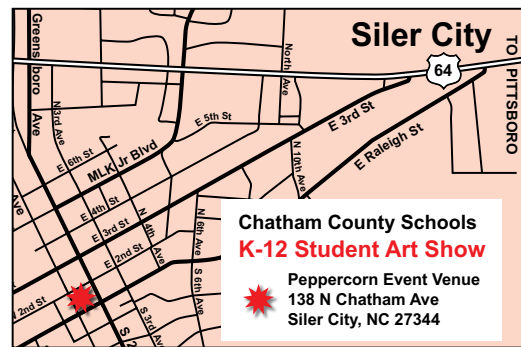 Siler City
64
TO PITTSBORO
Greensboro
Ave
N 3rd Ave
North Ave
E 5th St
E 3rd St
E 6th St
MLK Jr Blvd
E Raleigh St
N 10th Ave
Ave
E 4th St
E 3rd St
N 4th Ave
N 6th Ave
E 2nd St
S 6th
N 2nd St
S 3rd Ave
S 2
Chatham County Schools
K-12 Student Art Show
Peppercorn Event Venue
138 N Chatham Ave
Siler City, NC 27344